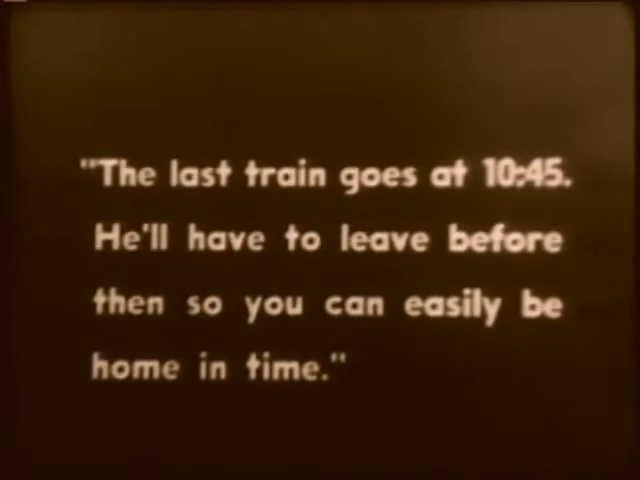 "The last train goes at 10:45.
He'll have to leave before
then so you can easily be
home in time."